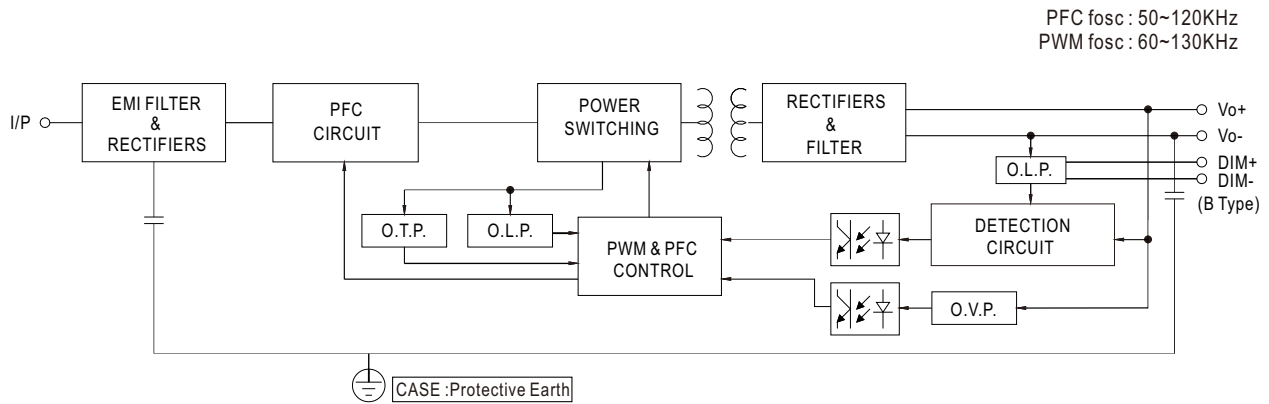 PFC fosc : 50~120KHz
PWM fosc : 60~130KHz
I/P
EMI FILTER
&
RECTIFIERS
PFC
CIRCUIT
POWER
SWITCHING
RECTIFIERS
&
FILTER
Vo+
Vo-
DIM+
DIM-
(B Type)
O.L.P.
O.T.P.
O.L.P.
PWM & PFC
CONTROL
DETECTION
CIRCUIT
O.V.P.
CASE :Protective Earth